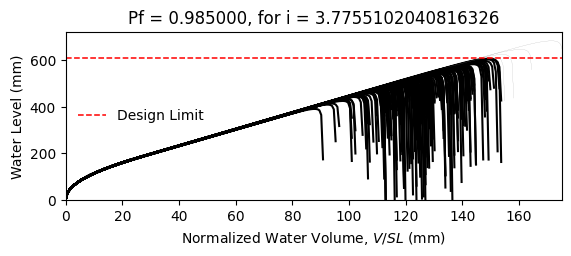 Pf = 0.985000, for i = 3.7755102040816326
Water Level (mm)
600
400
200
0
Design Limit
0 20 40 60 80 100 120 140 160
Normalized Water Volume, V/SL (mm)